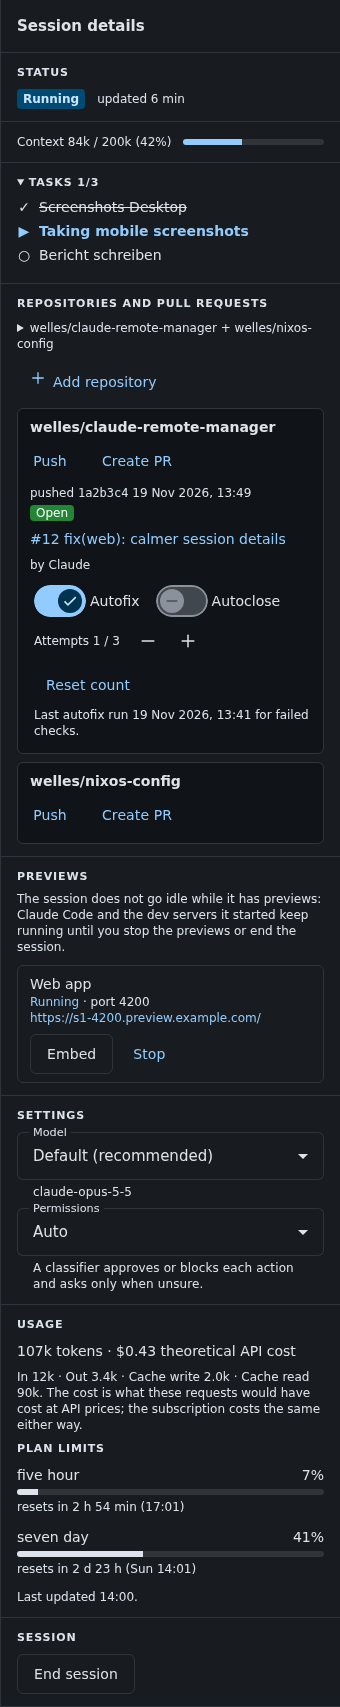 Session details
STATUS
Running updated 6 min
Context 84k / 200k (42%)
▼ TASKS 1/3
✓ Screenshots Desktop
▶ Taking mobile screenshots
○ Bericht schreiben
REPOSITORIES AND PULL REQUESTS
▶ welles/claude-remote-manager + welles/nixos-
config
+ Add repository
welles/claude-remote-manager
Push Create PR
pushed 1a2b3c4 19 Nov 2026, 13:49
Open
#12 fix(web): calmer session details
by Claude
Autofix Autoclose
Attempts 1 / 3 — +
Reset count
Last autofix run 19 Nov 2026, 13:41 for failed
checks.
welles/nixos-config
Push Create PR
PREVIEWS
The session does not go idle while it has previews:
Claude Code and the dev servers it started keep
running until you stop the previews or end the
session.
Web app
Running · port 4200
https://s1-4200.preview.example.com/
Embed Stop
SETTINGS
Model
Default (recommended)
claude-opus-5-5
Permissions
Auto
A classifier approves or blocks each action
and asks only when unsure.
USAGE
107k tokens · $0.43 theoretical API cost
In 12k · Out 3.4k · Cache write 2.0k · Cache read
90k. The cost is what these requests would have
cost at API prices; the subscription costs the same
either way.
PLAN LIMITS
five hour 7%
resets in 2 h 54 min (17:01)
seven day 41%
resets in 2 d 23 h (Sun 14:01)
Last updated 14:00.
SESSION
End session